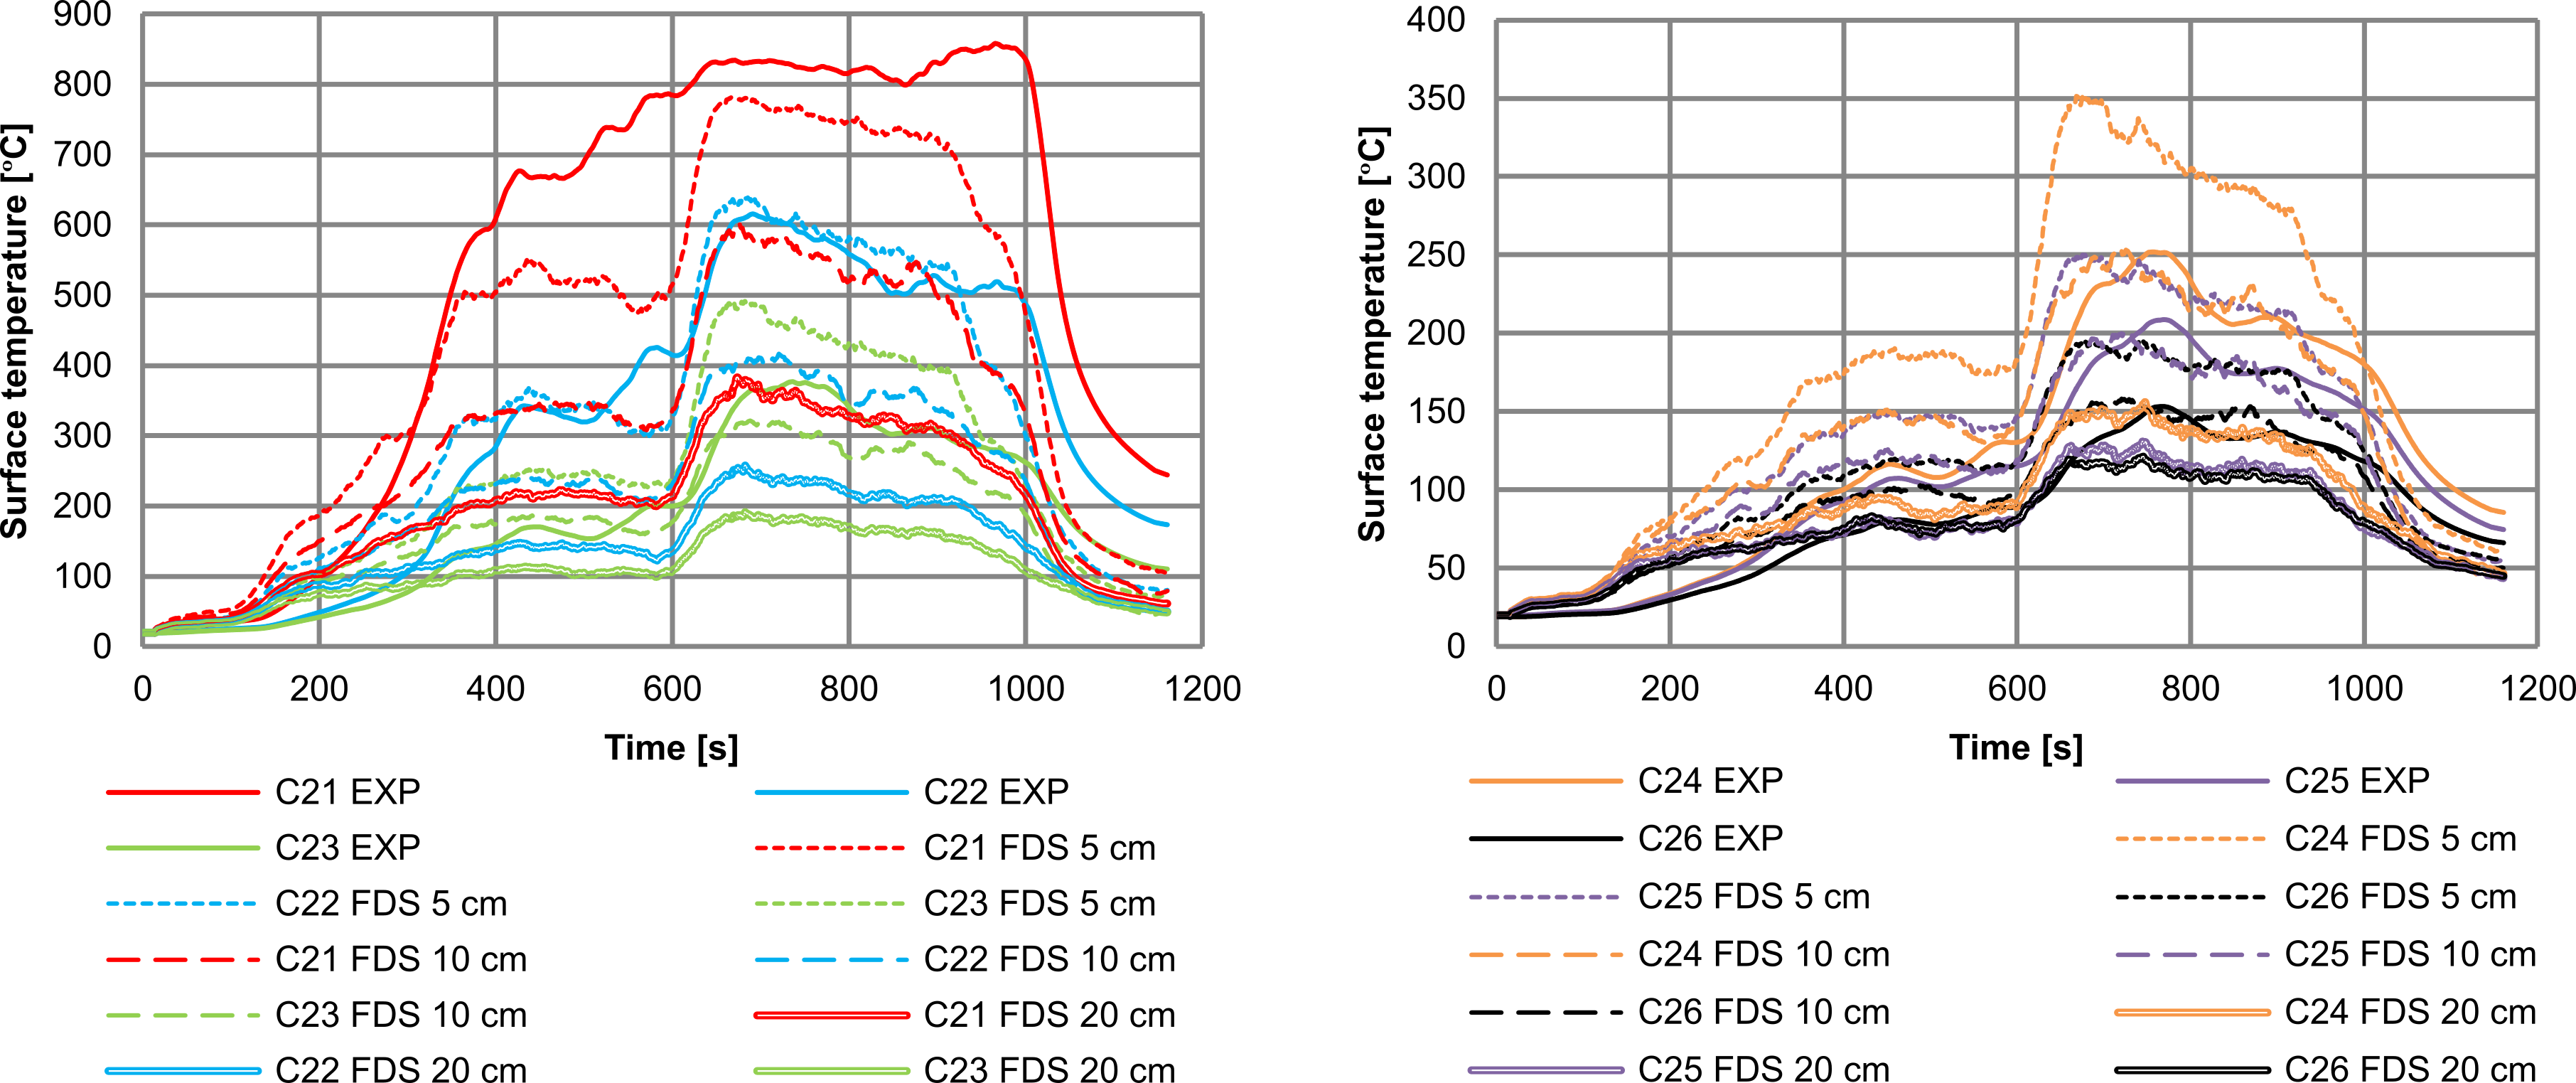 Surface temperature [°C]
900
800
700
600
500
400
300
200
100
0
0 200 400 600 800 1000 1200
Time [s]
C21 EXP C22 EXP
C23 EXP C21 FDS 5 cm
C22 FDS 5 cm C23 FDS 5 cm
C21 FDS 10 cm C22 FDS 10 cm
C23 FDS 10 cm C21 FDS 20 cm
C22 FDS 20 cm C23 FDS 20 cm
Surface temperature [°C]
400
350
300
250
200
150
100
50
0
0 200 400 600 800 1000 1200
Time [s]
C24 EXP C25 EXP
C26 EXP C24 FDS 5 cm
C25 FDS 5 cm C26 FDS 5 cm
C24 FDS 10 cm C25 FDS 10 cm
C26 FDS 10 cm C24 FDS 20 cm
C25 FDS 20 cm C26 FDS 20 cm